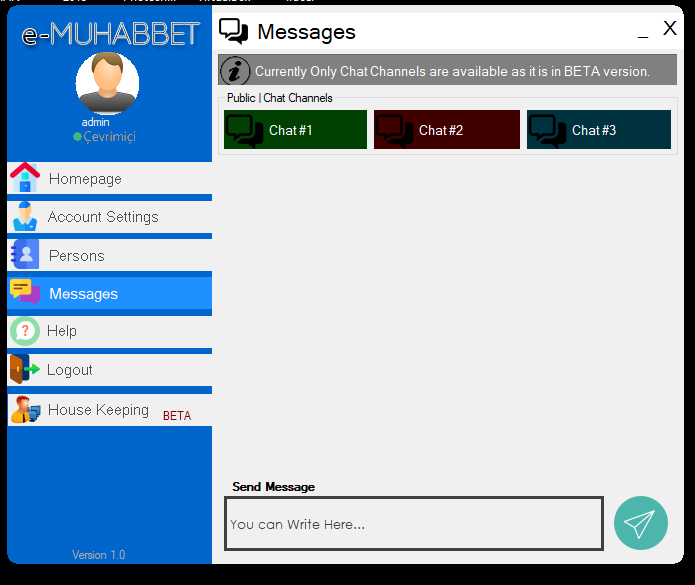 e-MUHABBET
admin
Çevrimiçi
Homepage
Account Settings
Persons
Messages
Help
Logout
House Keeping BETA
Version 1.0
Messages
_ X
Currently Only Chat Channels are available as it is in BETA version.
Public | Chat Channels
Chat #1 Chat #2 Chat #3
Send Message
You can Write Here...